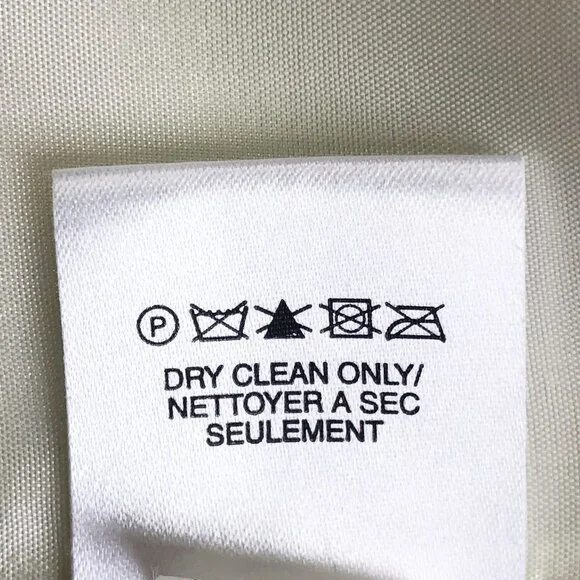 P
DRY CLEAN ONLY/
NETTOYER A SEC
SEULEMENT